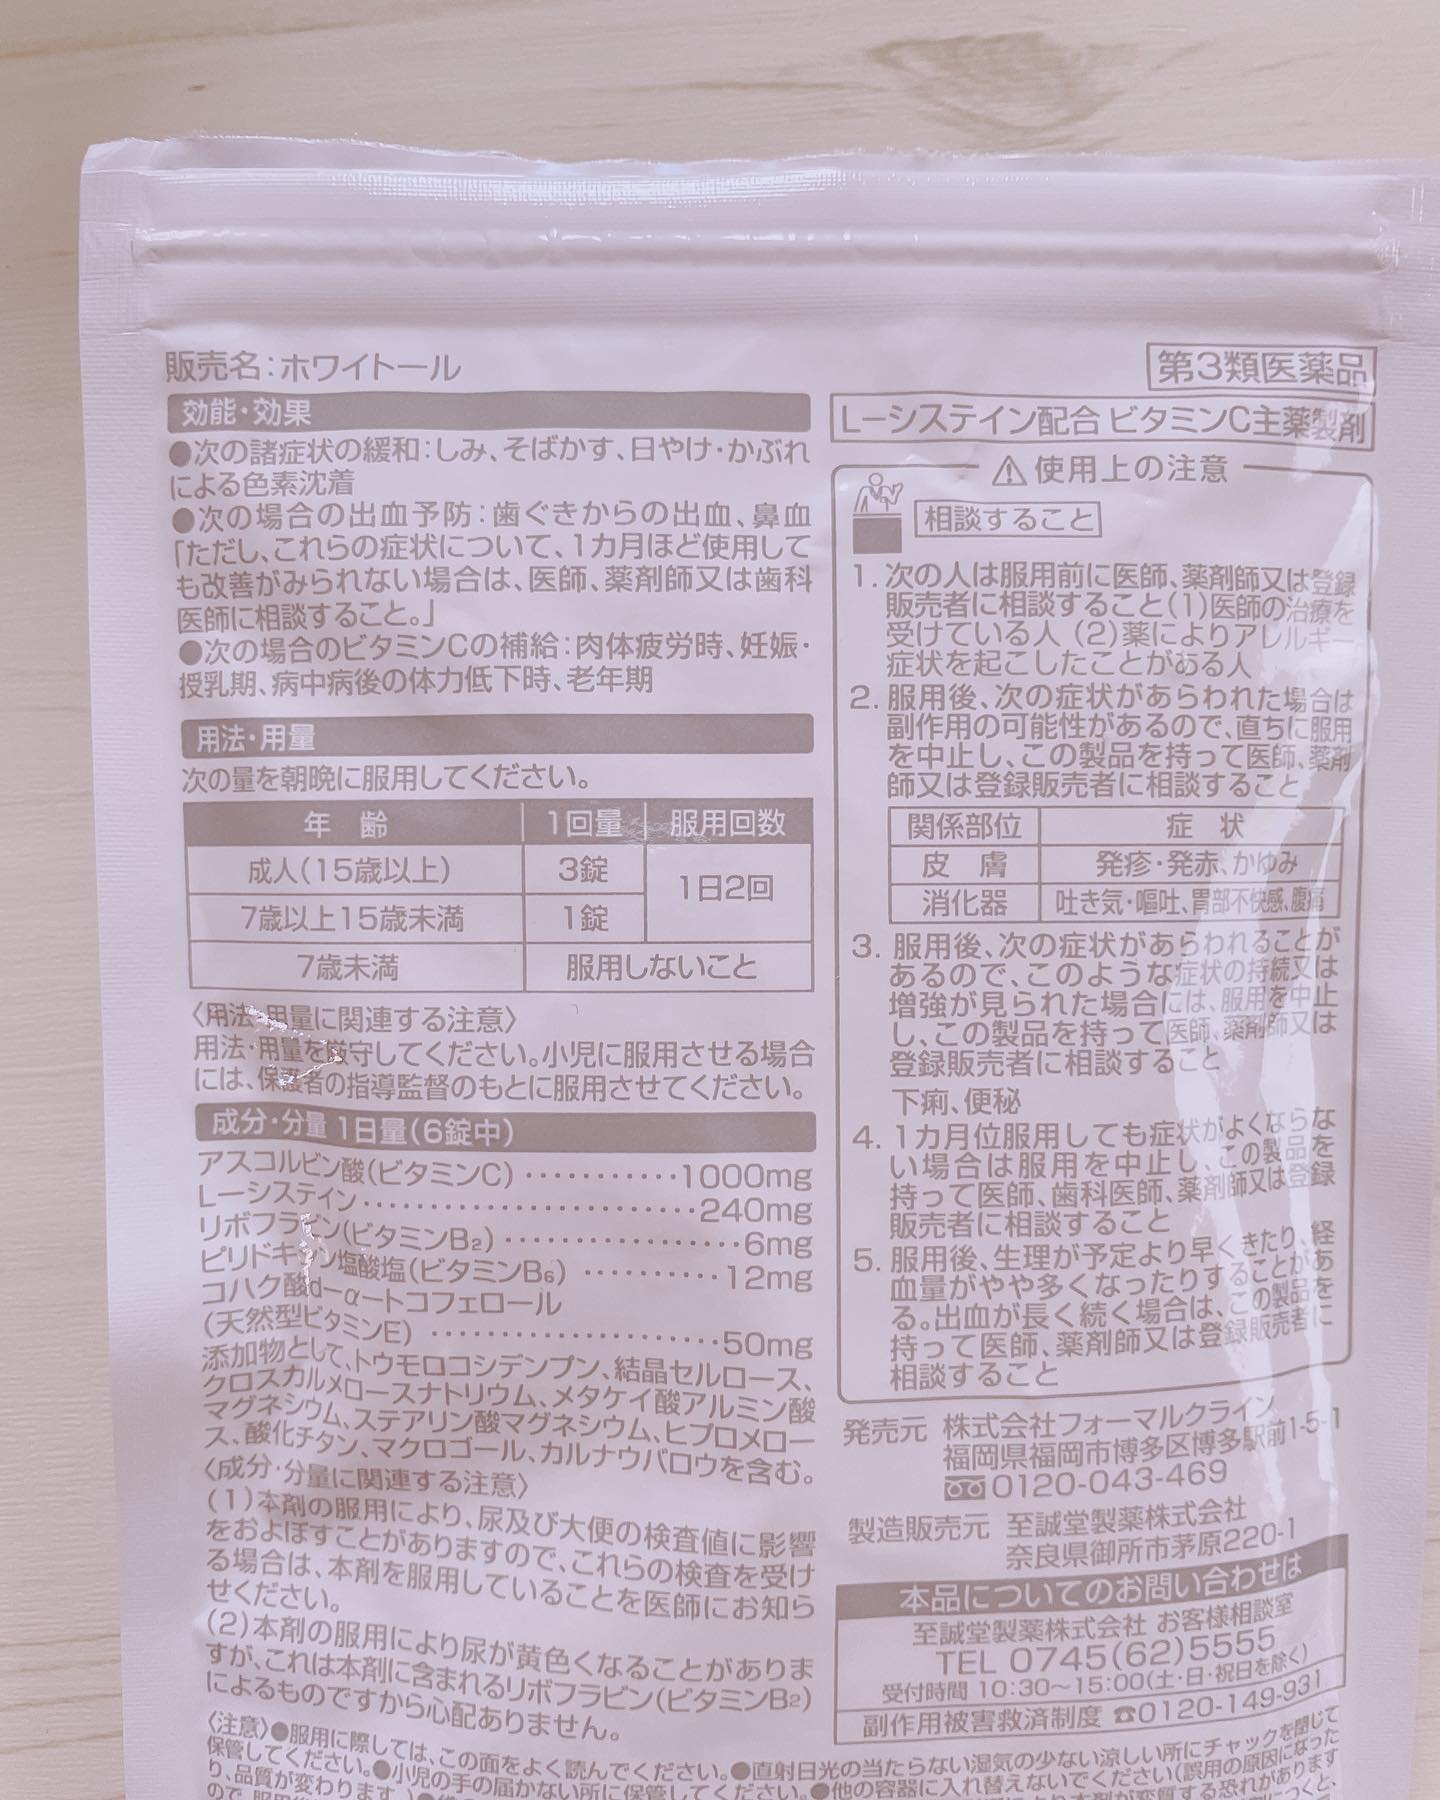 販売名:ホワイトール
効能・効果
●次の諸症状の緩和:しみ、そばかす、日やけ・かぶれ
による色素沈着
●次の場合の出血予防:歯ぐきからの出血、鼻血
「ただし、これらの症状について、1カ月ほど使用して
も改善がみられない場合は、医師、薬剤師又は歯科
医師に相談すること。」
●次の場合のビタミンCの補給:肉体疲労時、妊娠・
授乳期、病中病後の体力低下時、老年期
用法・用量
次の量を朝晩に服用してください。
年 齢 1回量 服用回数
成人(15歳以上) 3錠 1日2回
7歳以上15歳未満 1錠
7歳未満 服用しないこと
〈用法・用量に関連する注意〉
用法・用量を厳守してください。小児に服用させる場合
には、保護者の指導監督のもとに服用させてください。
成分・分量 1日量(6錠中)
アスコルビン酸(ビタミンC)‥‥‥‥‥1000mg
L-システイン‥‥‥‥‥‥‥‥‥‥‥240mg
リボフラビン(ビタミンB₂)‥‥‥‥‥‥‥6mg
ピリドキシン塩酸塩(ビタミンB₆)‥‥‥‥12mg
コハク酸d-α-トコフェロール
(天然型ビタミンE)‥‥‥‥‥‥‥‥‥50mg
添加物として、トウモロコシデンプン、結晶セルロース、
クロスカルメロースナトリウム、メタケイ酸アルミン酸
マグネシウム、ステアリン酸マグネシウム、ヒプロメロー
ス、酸化チタン、マクロゴール、カルナウバロウを含む。
〈成分・分量に関連する注意〉
(1)本剤の服用により、尿及び大便の検査値に影響
をおよぼすことがありますので、これらの検査を受け
る場合は、本剤を服用していることを医師にお知ら
せください。
(2)本剤の服用により尿が黄色くなることがありま
すが、これは本剤に含まれるリボフラビン(ビタミンB₂)
によるものですから心配ありません。
第3類医薬品
L-システイン配合 ビタミンC主薬製剤
⚠使用上の注意
相談すること
1. 次の人は服用前に医師、薬剤師又は登録
販売者に相談すること(1)医師の治療を
受けている人 (2)薬によりアレルギー
症状を起こしたことがある人
2. 服用後、次の症状があらわれた場合は
副作用の可能性があるので、直ちに服用
を中止し、この製品を持って医師、薬剤
師又は登録販売者に相談すること
関係部位 症 状
皮 膚 発疹・発赤、かゆみ
消化器 吐き気・嘔吐、胃部不快感、腹痛
3. 服用後、次の症状があらわれることが
あるので、このような症状の持続又は
増強が見られた場合には、服用を中止
し、この製品を持って医師、薬剤師又は
登録販売者に相談すること
下痢、便秘
4. 1カ月位服用しても症状がよくならな
い場合は服用を中止し、この製品を
持って医師、歯科医師、薬剤師又は登録
販売者に相談すること
5. 服用後、生理が予定より早くきたり、経
血量がやや多くなったりすることがあ
る。出血が長く続く場合は、この製品を
持って医師、薬剤師又は登録販売者に
相談すること
発売元 株式会社フォーマルクライン
福岡県福岡市博多区博多駅前1-5-1
0120-043-469
製造販売元 至誠堂製薬株式会社
奈良県御所市茅原220-1
本品についてのお問い合わせは
至誠堂製薬株式会社 お客様相談室
TEL 0745(62)5555
受付時間 10:30〜15:00(土・日・祝日を除く)
副作用被害救済制度 ☎0120-149-931
〈注意〉●服用に際しては、この面をよく読んでください。●直射日光の当たらない湿気の少ない涼しい所にチャックを閉じて
保管してください。●小児の手の届かない所に保管してください。●他の容器に入れ替えないでください(誤用の原因になった
り、品質が変わります。)